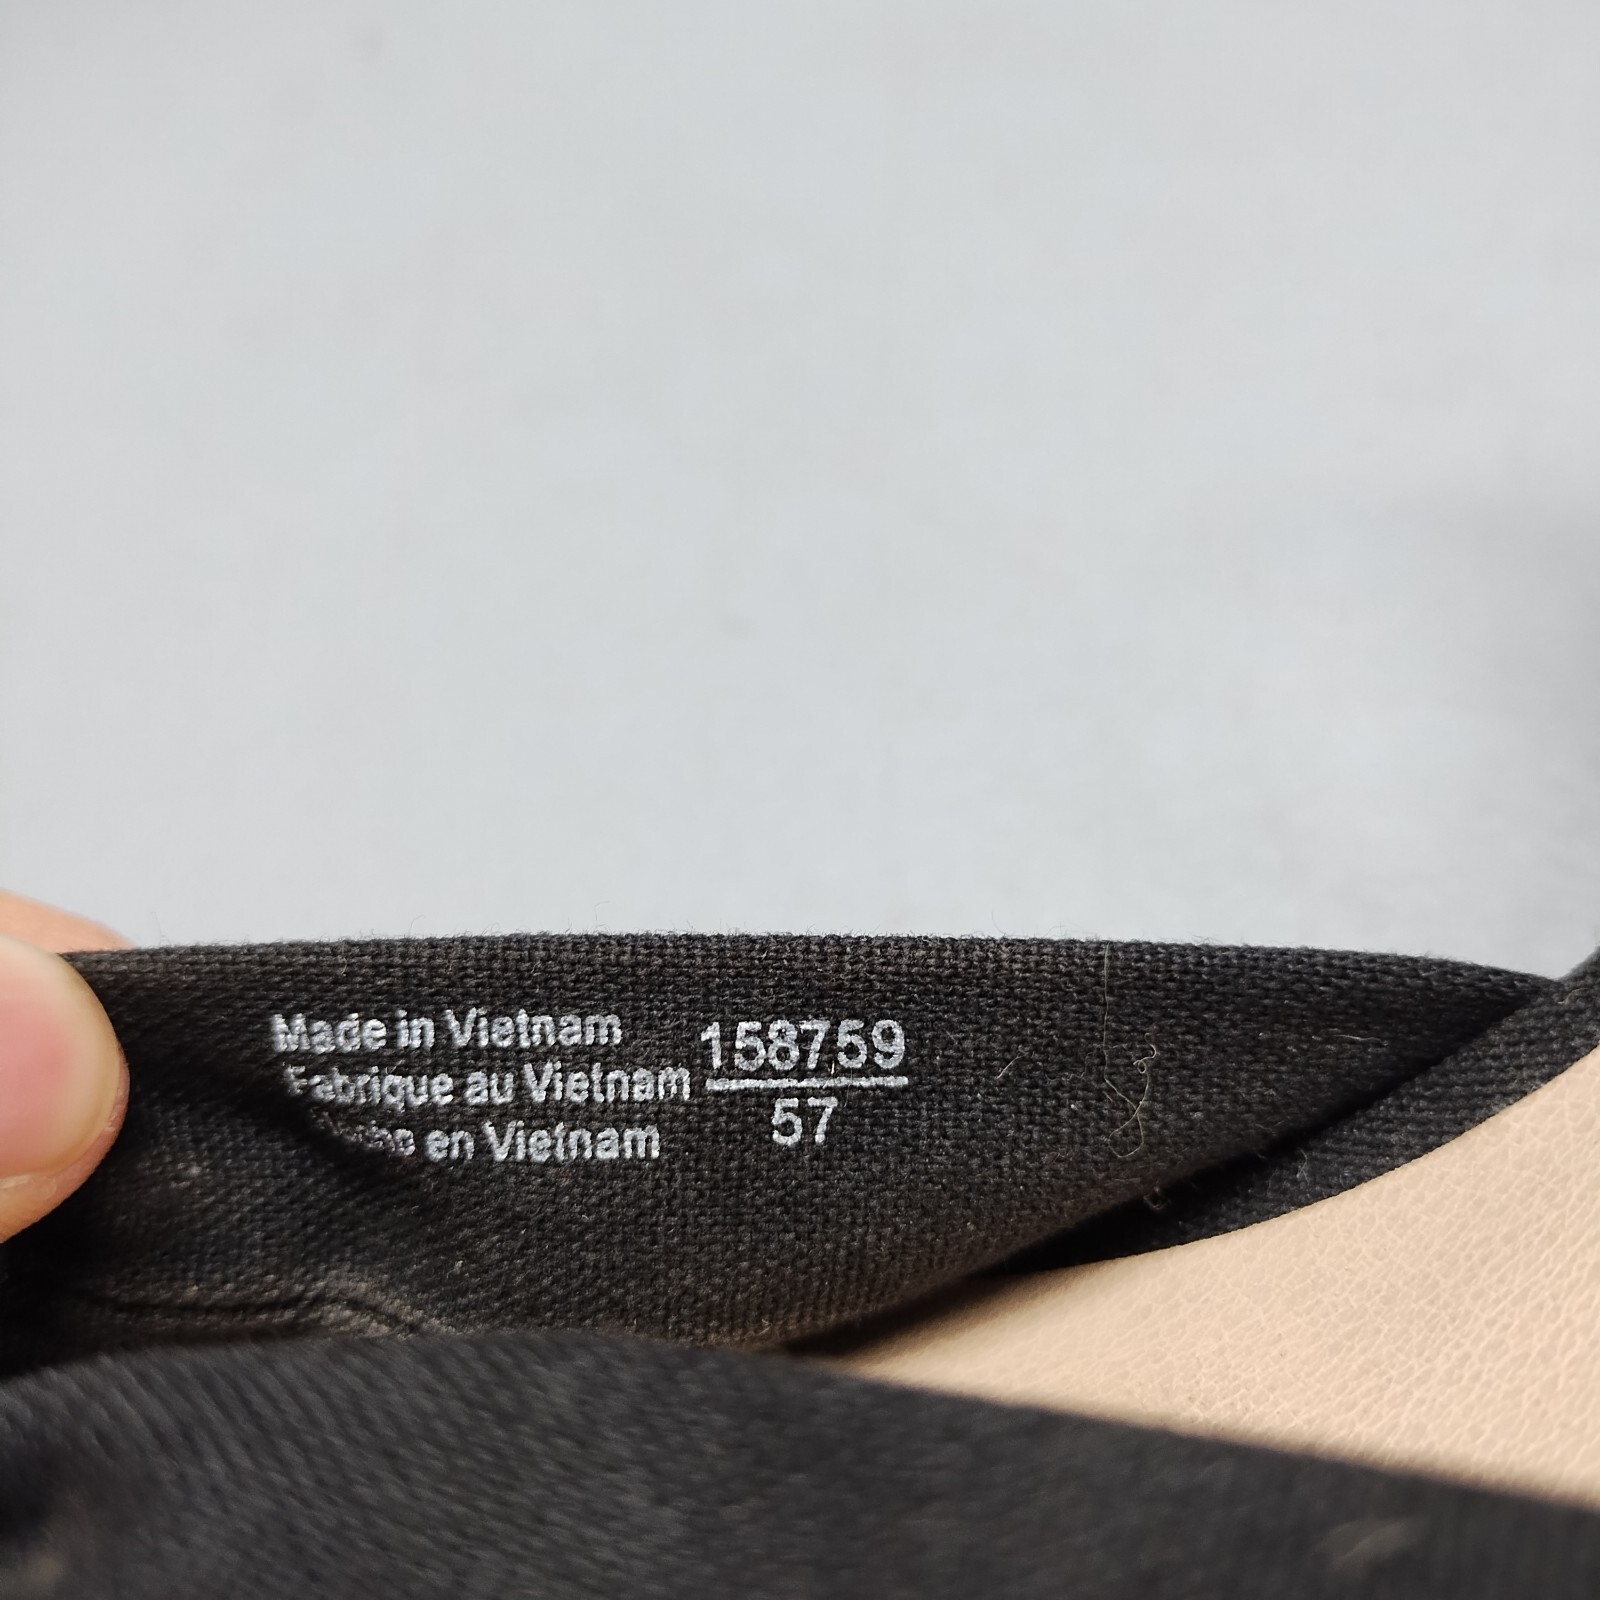 Made in Vietnam
Fabrique au Vietnam
en Vietnam
158759
57